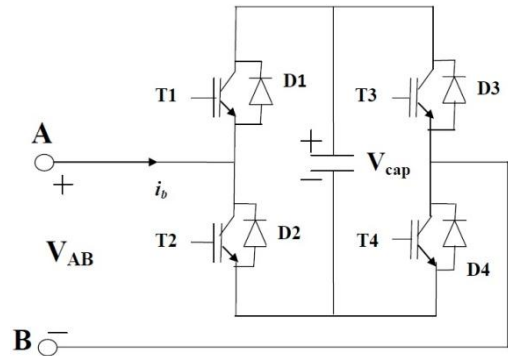 T1
D1
T3
D3
A
+
i_b
+
−
V_cap
V_AB
T2
D2
T4
D4
B
−